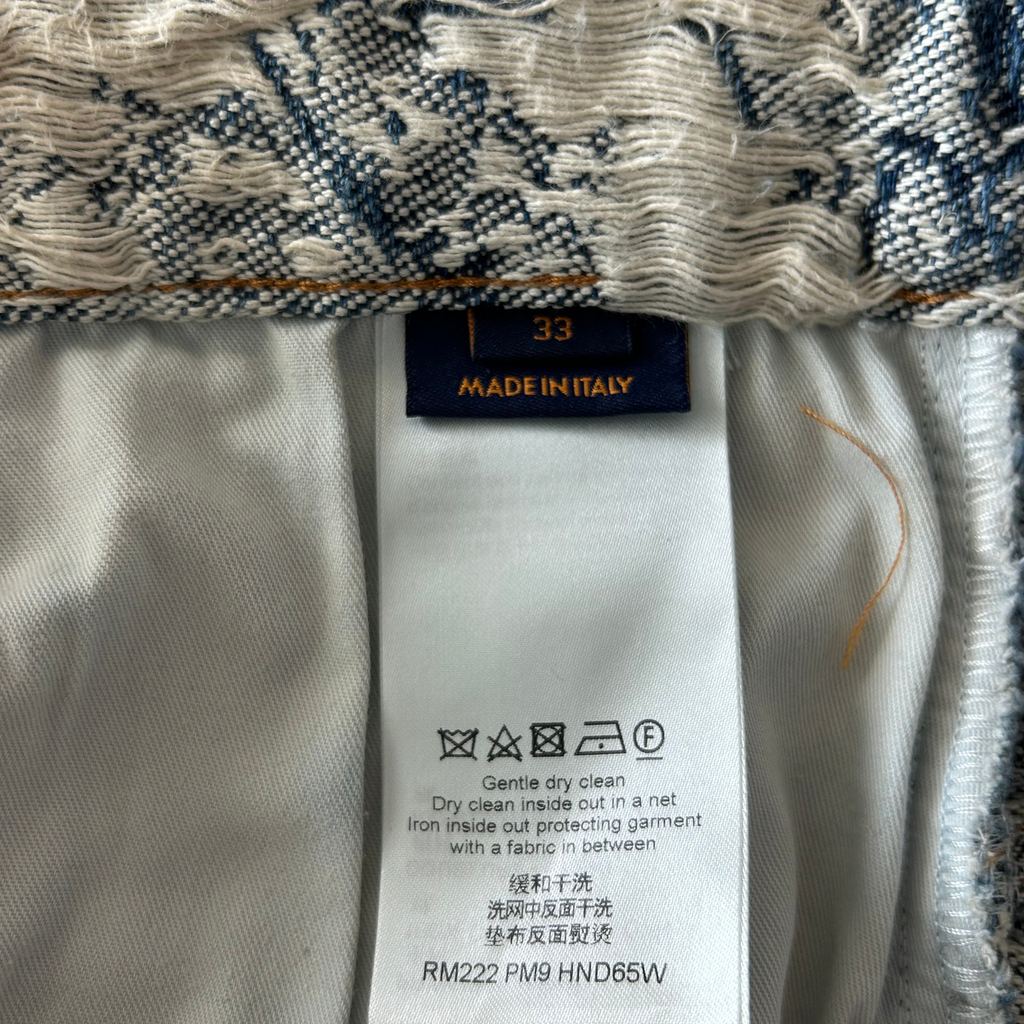 33
MADE IN ITALY
F
Gentle dry clean
Dry clean inside out in a net
Iron inside out protecting garment
with a fabric in between
缓和干洗
洗网中反面干洗
垫布反面熨烫
RM222 PM9 HND65W